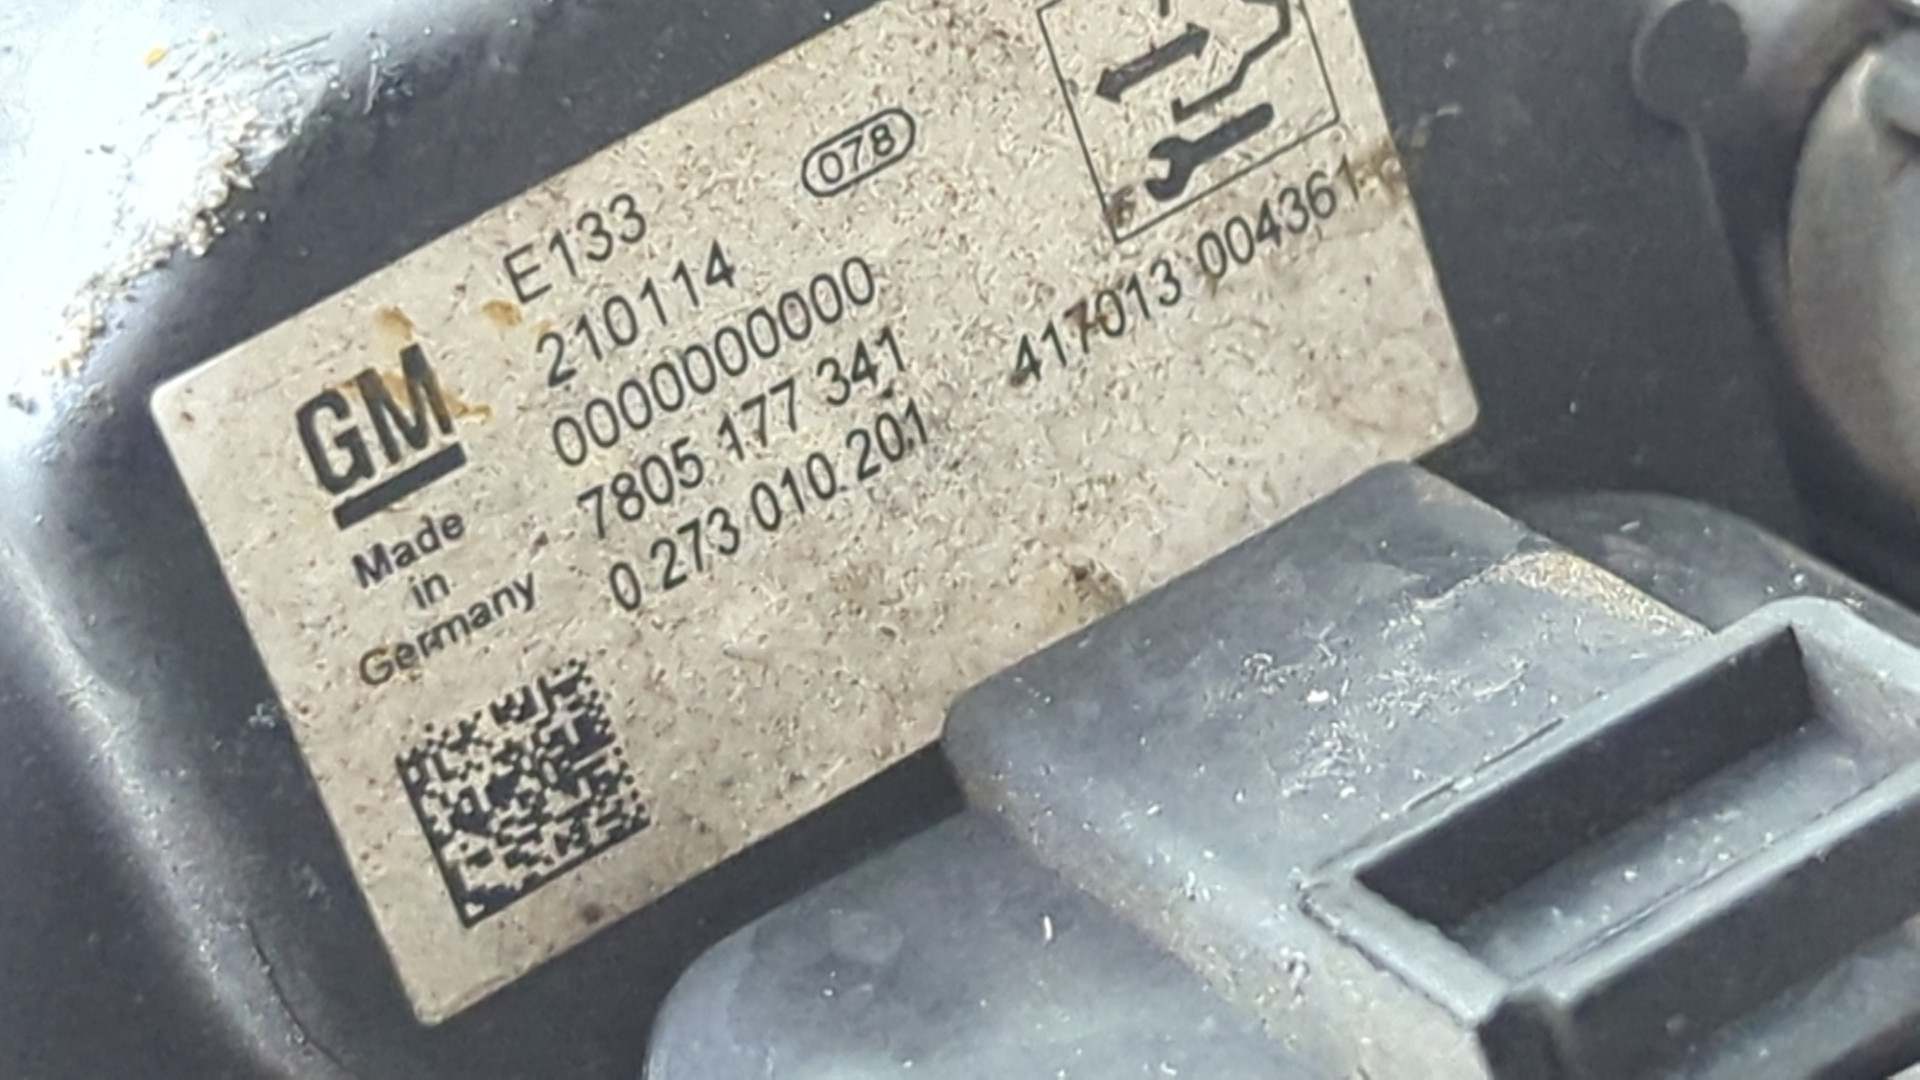 078
E133
210114
0000000000
7805 177 341
417013 004361
0 273 010 201
GM
Made
in
Germany